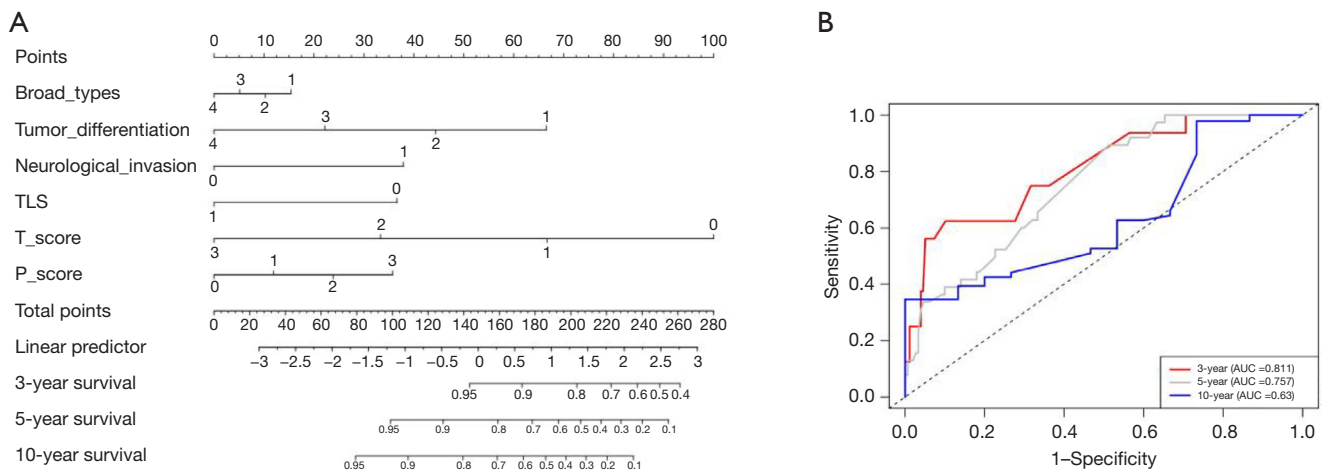 A
Points
0 10 20 30 40 50 60 70 80 90 100
Broad_types
3 1
4 2
Tumor_differentiation
3 1
4 2
Neurological_invasion
1
0
TLS
0
1
T_score
2 0
3 1
P_score
1 3
0 2
Total points
0 20 40 60 80 100 120 140 160 180 200 220 240 260 280
Linear predictor
−3 −2.5 −2 −1.5 −1 −0.5 0 0.5 1 1.5 2 2.5 3
3-year survival
0.95 0.9 0.8 0.7 0.6 0.5 0.4
5-year survival
0.95 0.9 0.8 0.7 0.6 0.5 0.4 0.3 0.2 0.1
10-year survival
0.95 0.9 0.8 0.7 0.6 0.5 0.4 0.3 0.2 0.1
B
Sensitivity
1.0
0.8
0.6
0.4
0.2
0.0
3-year (AUC =0.811)
5-year (AUC =0.757)
10-year (AUC =0.63)
0.0 0.2 0.4 0.6 0.8 1.0
1–Specificity